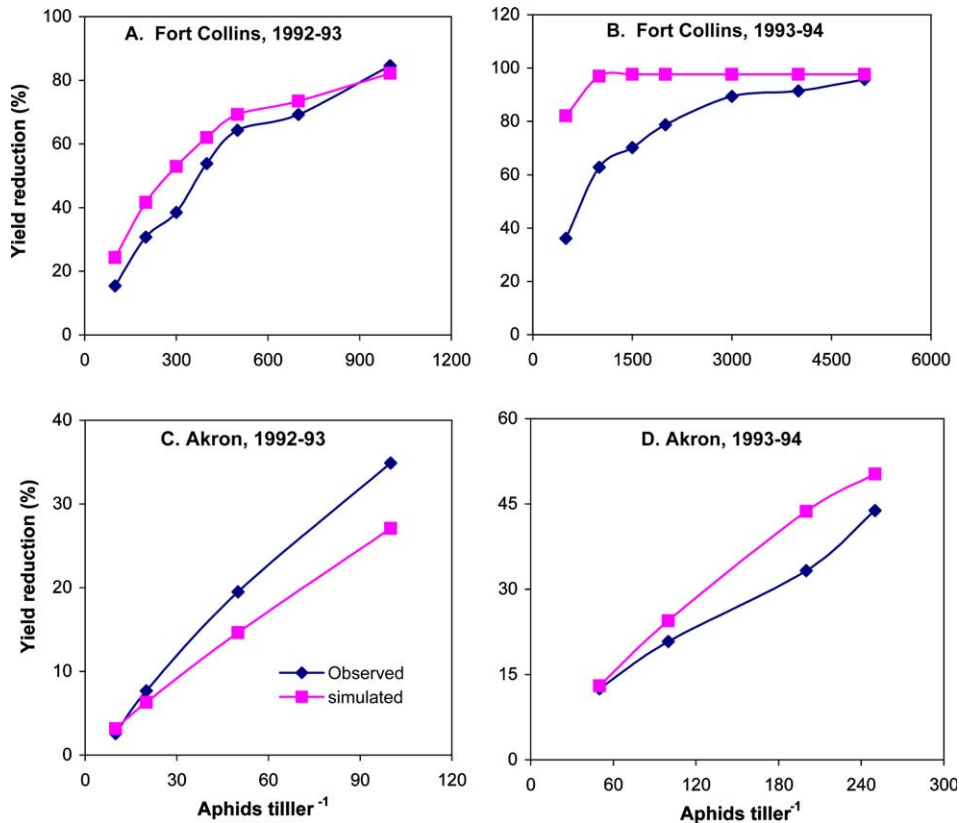 A. Fort Collins, 1992-93
Yield reduction (%)
100
80
60
40
20
0
0 300 600 900 1200
B. Fort Collins, 1993-94
120
100
80
60
40
20
0
0 1500 3000 4500 6000
C. Akron, 1992-93
Yield reduction (%)
40
30
20
10
0
Observed
simulated
0 30 60 90 120
Aphids tilller -1
D. Akron, 1993-94
60
45
30
15
0
0 60 120 180 240 300
Aphids tiller-1